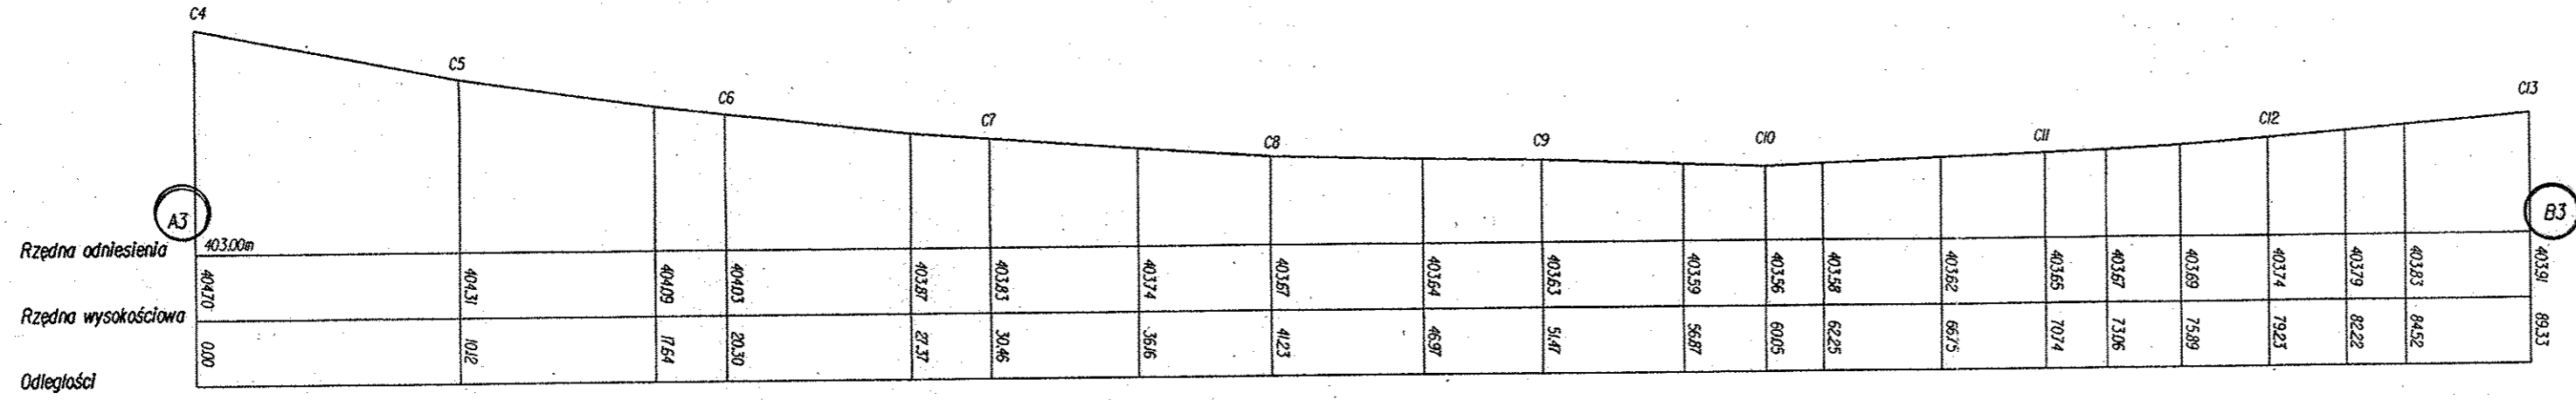 C4
C5
C6
C7
C8
C9
C10
C11
C12
C13
A3
B3
Rzędna odniesienia 403.00m
Rzędna wysokościowa 404.70 404.31 404.09 404.03 403.87 403.83 403.74 403.67 403.64 403.63 403.59 403.56 403.58 403.62 403.65 403.67 403.69 403.74 403.79 403.83 403.91
Odległości 0.00 10.12 17.64 20.30 27.37 30.46 36.16 41.23 46.97 51.47 56.87 60.05 62.25 66.75 70.74 73.06 75.89 79.23 82.22 84.52 89.33